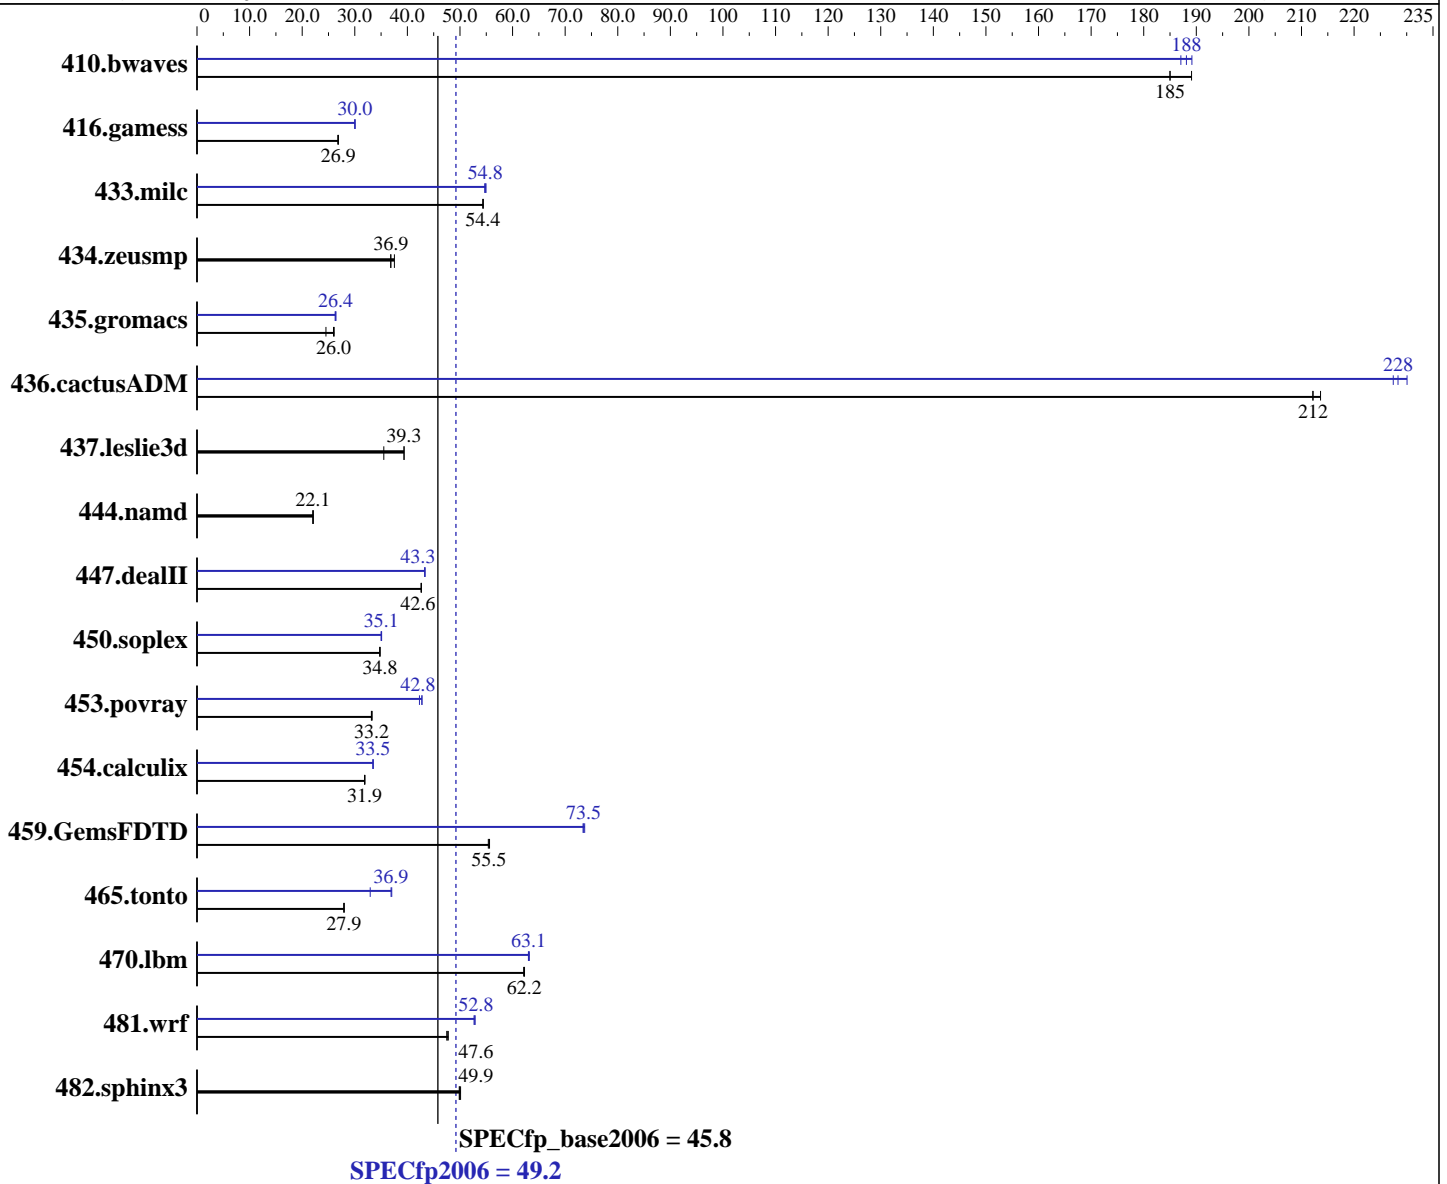 0 10.0 20.0 30.0 40.0 50.0 60.0 70.0 80.0 90.0 100 110 120 130 140 150 160 170 180 190 200 210 220 235
410.bwaves
188
185
416.gamess
30.0
26.9
433.milc
54.8
54.4
434.zeusmp
36.9
435.gromacs
26.4
26.0
436.cactusADM
228
212
437.leslie3d
39.3
444.namd
22.1
447.dealII
43.3
42.6
450.soplex
35.1
34.8
453.povray
42.8
33.2
454.calculix
33.5
31.9
459.GemsFDTD
73.5
55.5
465.tonto
36.9
27.9
470.lbm
63.1
62.2
481.wrf
52.8
47.6
482.sphinx3
49.9
SPECfp_base2006 = 45.8
SPECfp2006 = 49.2